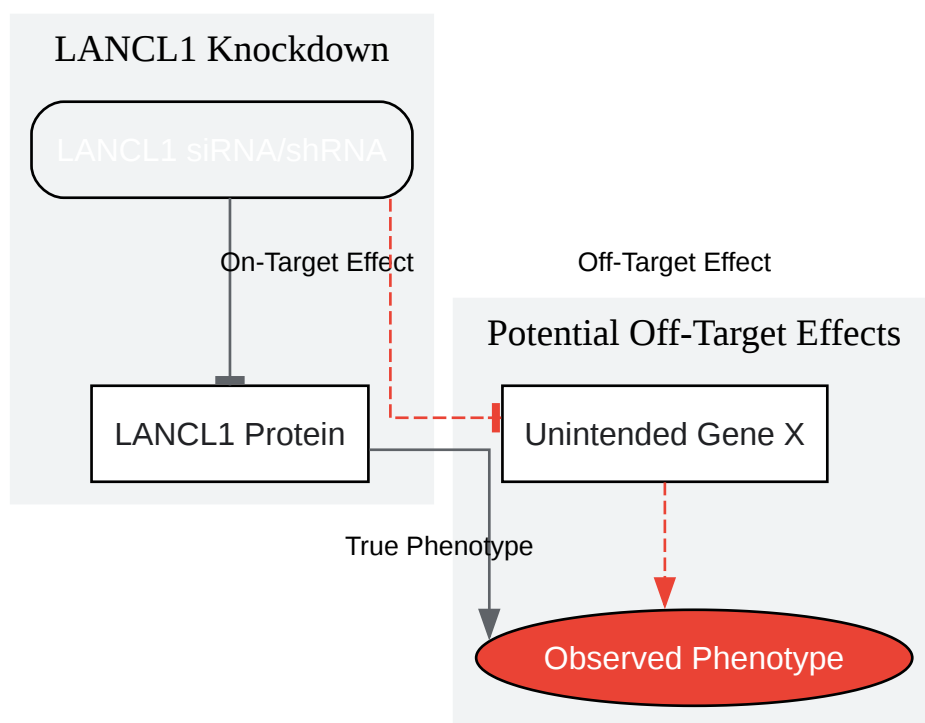 LANCL1 Knockdown
LANCL1 siRNA/shRNA
On-Target Effect
Off-Target Effect
Potential Off-Target Effects
LANCL1 Protein
Unintended Gene X
True Phenotype
Observed Phenotype